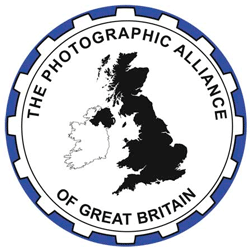 THE PHOTOGRAPHIC ALLIANCE
OF GREAT BRITAIN